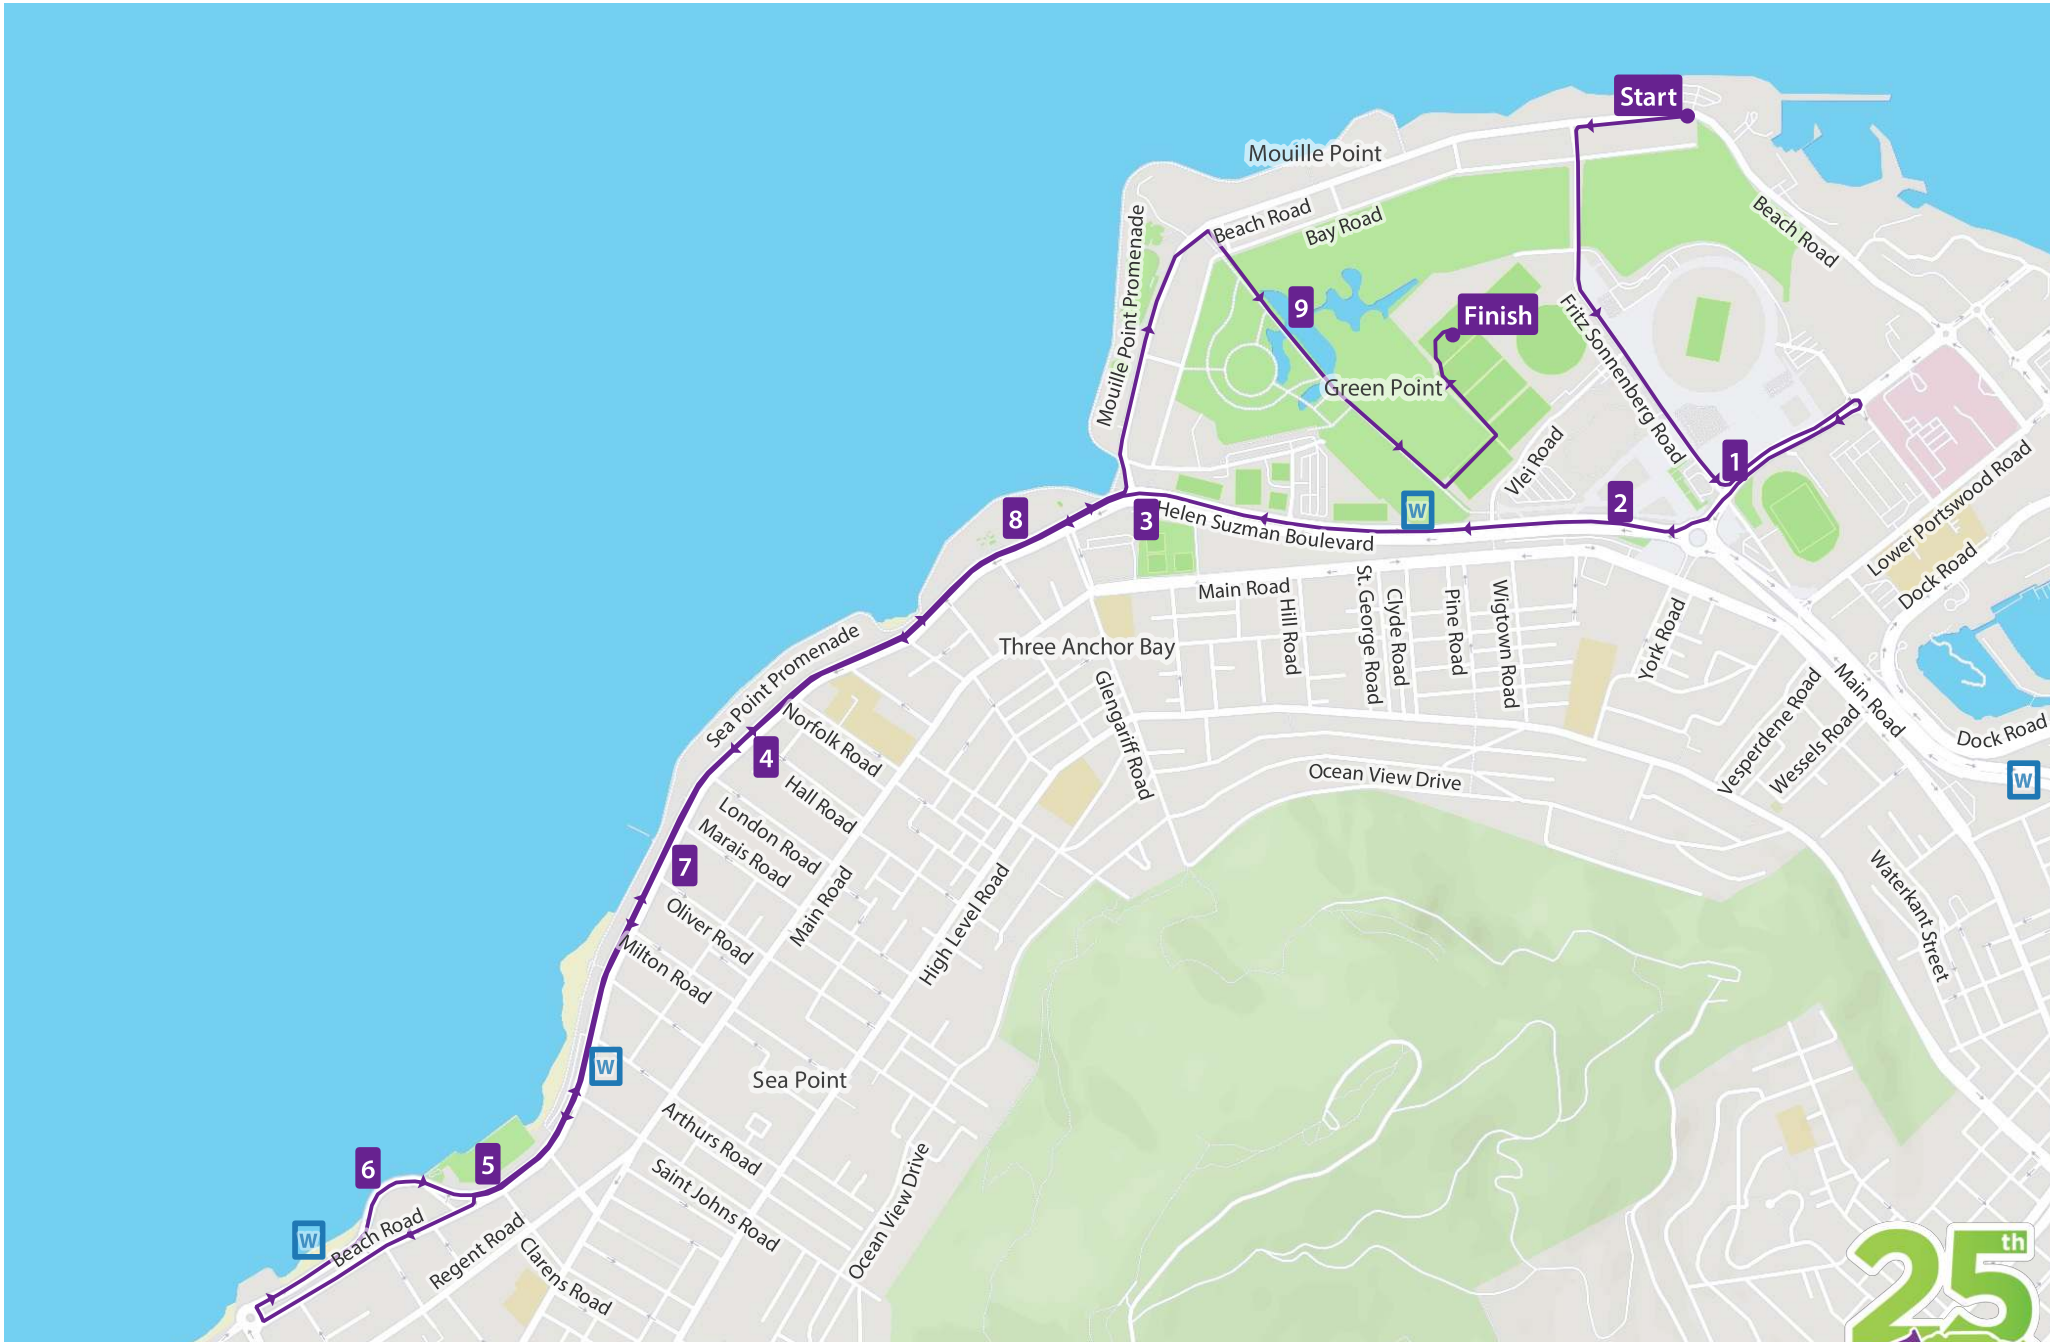 Start
Mouille Point
Beach Road
Bay Road
Beach Road
Mouille Point Promenade
9
Finish
Green Point
Fritz Sonnenberg Road
1
Vlei Road
2
W
8
3
Helen Suzman Boulevard
Lower Portswood Road
Dock Road
Main Road
St. George Road
Clyde Road
Pine Road
Wigtown Road
Hill Road
York Road
Three Anchor Bay
Sea Point Promenade
Glengariff Road
Main Road
Vesperdene Road
Wessels Road
Dock Road
W
Norfolk Road
4
Hall Road
Ocean View Drive
London Road
Marais Road
7
Main Road
High Level Road
Oliver Road
Milton Road
Waterkant Street
W
Sea Point
Arthurs Road
Saint Johns Road
Ocean View Drive
5
6
W
Beach Road
Regent Road
Clarens Road
25th